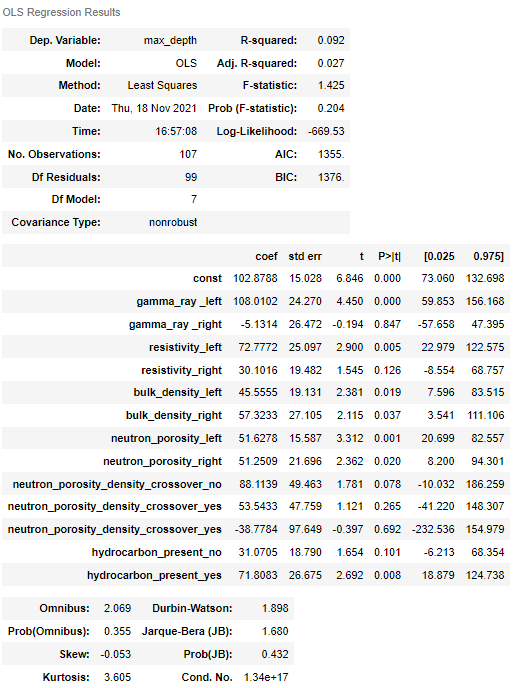 OLS Regression Results
Dep. Variable: max_depth R-squared: 0.092
Model: OLS Adj. R-squared: 0.027
Method: Least Squares F-statistic: 1.425
Date: Thu, 18 Nov 2021 Prob (F-statistic): 0.204
Time: 16:57:08 Log-Likelihood: -669.53
No. Observations: 107 AIC: 1355.
Df Residuals: 99 BIC: 1376.
Df Model: 7
Covariance Type: nonrobust
coef std err t P>|t| [0.025 0.975]
const 102.8788 15.028 6.846 0.000 73.060 132.698
gamma_ray _left 108.0102 24.270 4.450 0.000 59.853 156.168
gamma_ray _right -5.1314 26.472 -0.194 0.847 -57.658 47.395
resistivity_left 72.7772 25.097 2.900 0.005 22.979 122.575
resistivity_right 30.1016 19.482 1.545 0.126 -8.554 68.757
bulk_density_left 45.5555 19.131 2.381 0.019 7.596 83.515
bulk_density_right 57.3233 27.105 2.115 0.037 3.541 111.106
neutron_porosity_left 51.6278 15.587 3.312 0.001 20.699 82.557
neutron_porosity_right 51.2509 21.696 2.362 0.020 8.200 94.301
neutron_porosity_density_crossover_no 88.1139 49.463 1.781 0.078 -10.032 186.259
neutron_porosity_density_crossover_yes 53.5433 47.759 1.121 0.265 -41.220 148.307
neutron_porosity_density_crossover_yes -38.7784 97.649 -0.397 0.692 -232.536 154.979
hydrocarbon_present_no 31.0705 18.790 1.654 0.101 -6.213 68.354
hydrocarbon_present_yes 71.8083 26.675 2.692 0.008 18.879 124.738
Omnibus: 2.069 Durbin-Watson: 1.898
Prob(Omnibus): 0.355 Jarque-Bera (JB): 1.680
Skew: -0.053 Prob(JB): 0.432
Kurtosis: 3.605 Cond. No. 1.34e+17